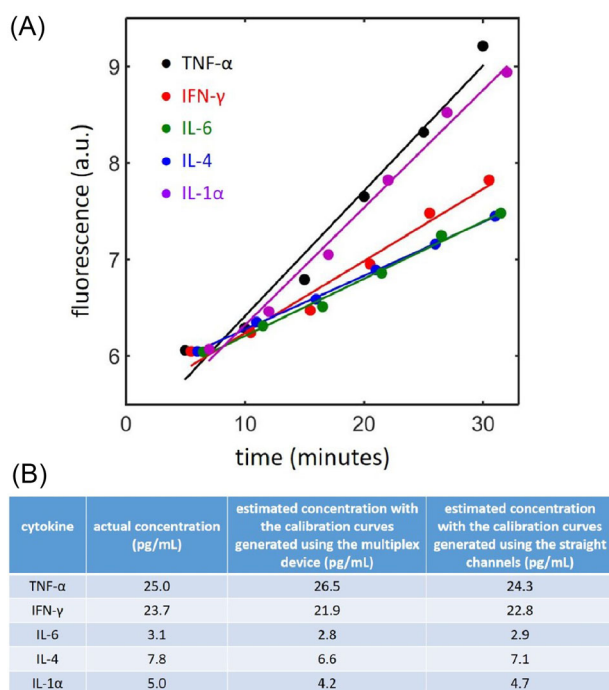 (A)
TNF-α
IFN-γ
IL-6
IL-4
IL-1α
9
8
7
6
fluorescence (a.u.)
0 10 20 30
time (minutes)
(B)
cytokine | actual concentration (pg/mL) | estimated concentration with the calibration curves generated using the multiplex device (pg/mL) | estimated concentration with the calibration curves generated using the straight channels (pg/mL)
TNF-α 25.0 26.5 24.3
IFN-γ 23.7 21.9 22.8
IL-6 3.1 2.8 2.9
IL-4 7.8 6.6 7.1
IL-1α 5.0 4.2 4.7